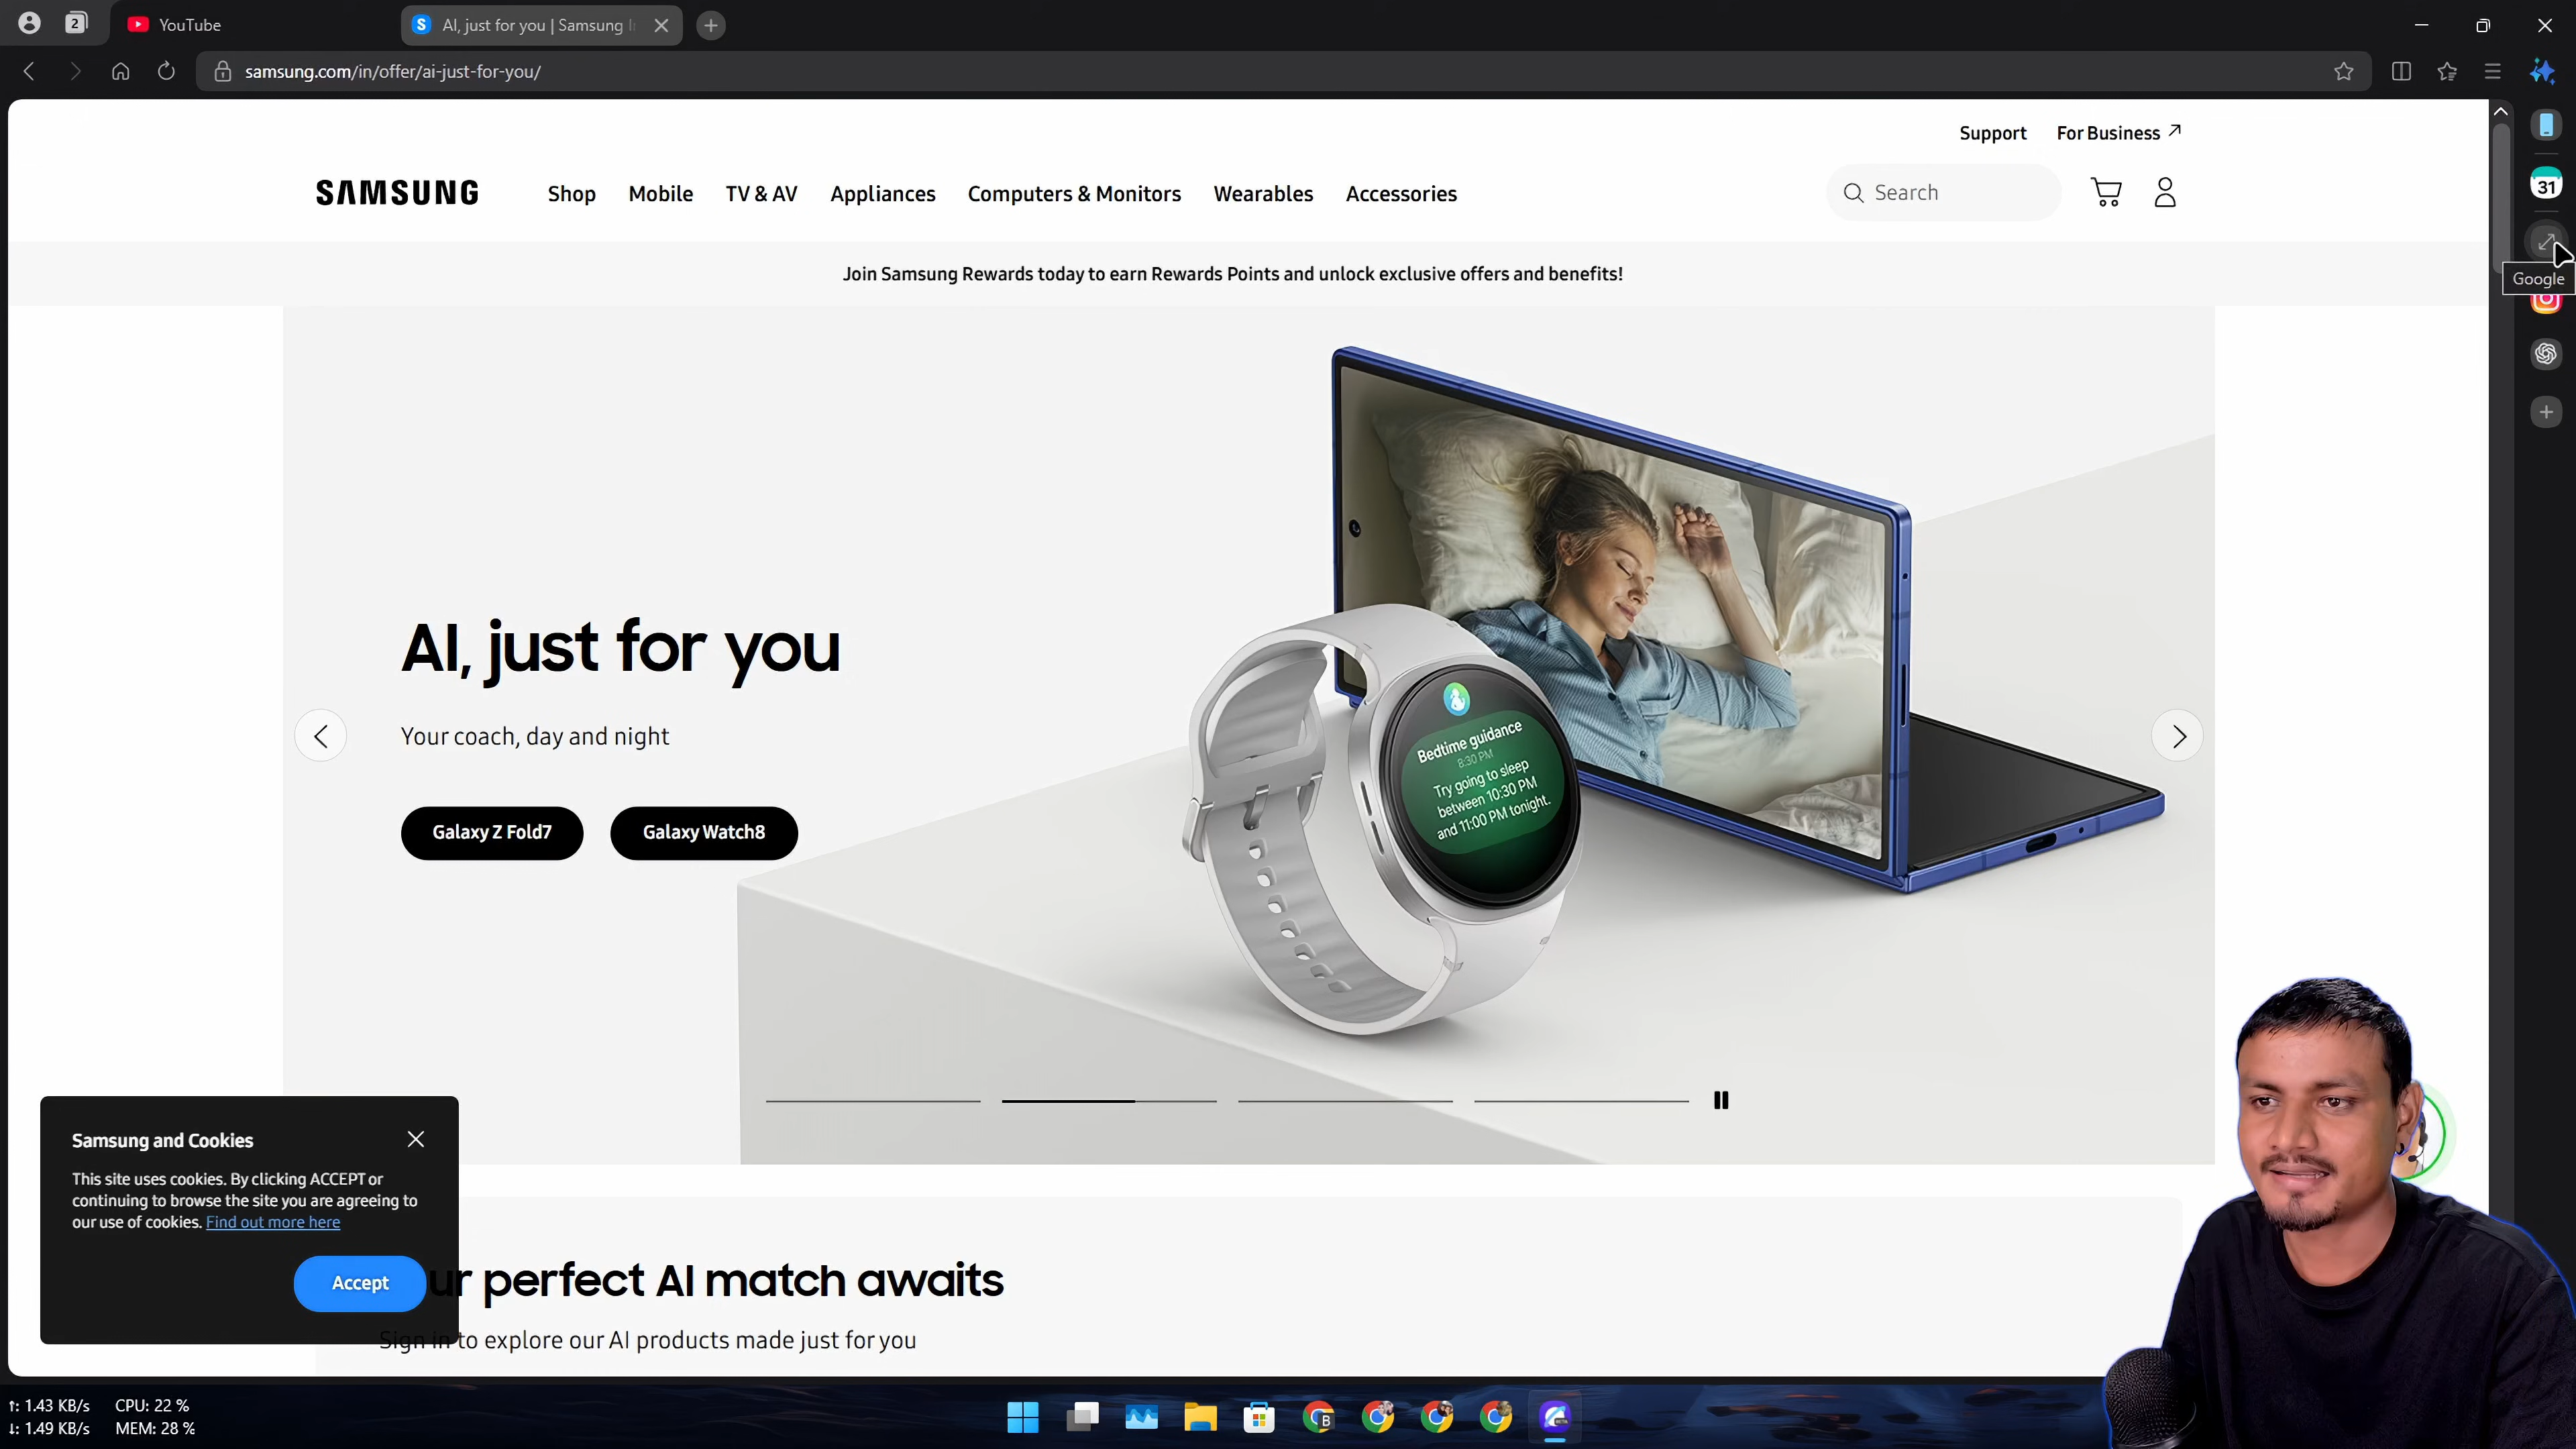 2
YouTube
S
AI, just for you | Samsung I
samsung.com/in/offer/ai-just-for-you/
Support
For Business
SAMSUNG
Shop
Mobile
TV & AV
Appliances
Computers & Monitors
Wearables
Accessories
Search
31
Google
Join Samsung Rewards today to earn Rewards Points and unlock exclusive offers and benefits!
AI, just for you
Your coach, day and night
Galaxy Z Fold7
Galaxy Watch8
Bedtime guidance
8:30 PM
Try going to sleep
between 10:30 PM
and 11:00 PM tonight.
Samsung and Cookies
This site uses cookies. By clicking ACCEPT or
continuing to browse the site you are agreeing to
our use of cookies. Find out more here
Accept
ur perfect AI match awaits
Sign in to explore our AI products made just for you
↑: 1.43 KB/s
CPU: 22 %
↓: 1.49 KB/s
MEM: 28 %
B
BETA